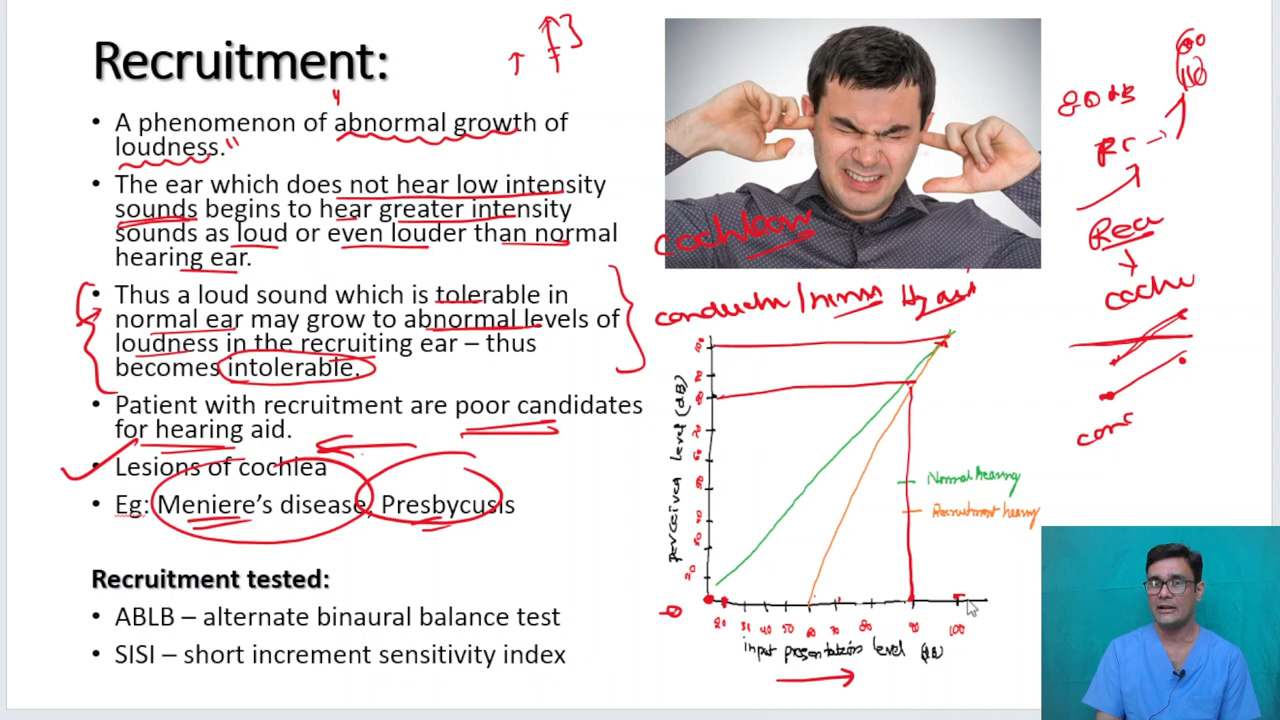 Recruitment:
• A phenomenon of abnormal growth of
loudness.
• The ear which does not hear low intensity
sounds begins to hear greater intensity
sounds as loud or even louder than normal
hearing ear.
• Thus a loud sound which is tolerable in
normal ear may grow to abnormal levels of
loudness in the recruiting ear – thus
becomes intolerable.
• Patient with recruitment are poor candidates
for hearing aid.
• Lesions of cochlea
• Eg: Meniere's disease, Presbycusis
Recruitment tested:
• ABLB – alternate binaural balance test
• SISI – short increment sensitivity index
80 dB
cochlear
perceived level (dB)
Normal hearing
Recruitment hearing
20 30 40 50 60 70 80 90 100
input presentation level (dB)